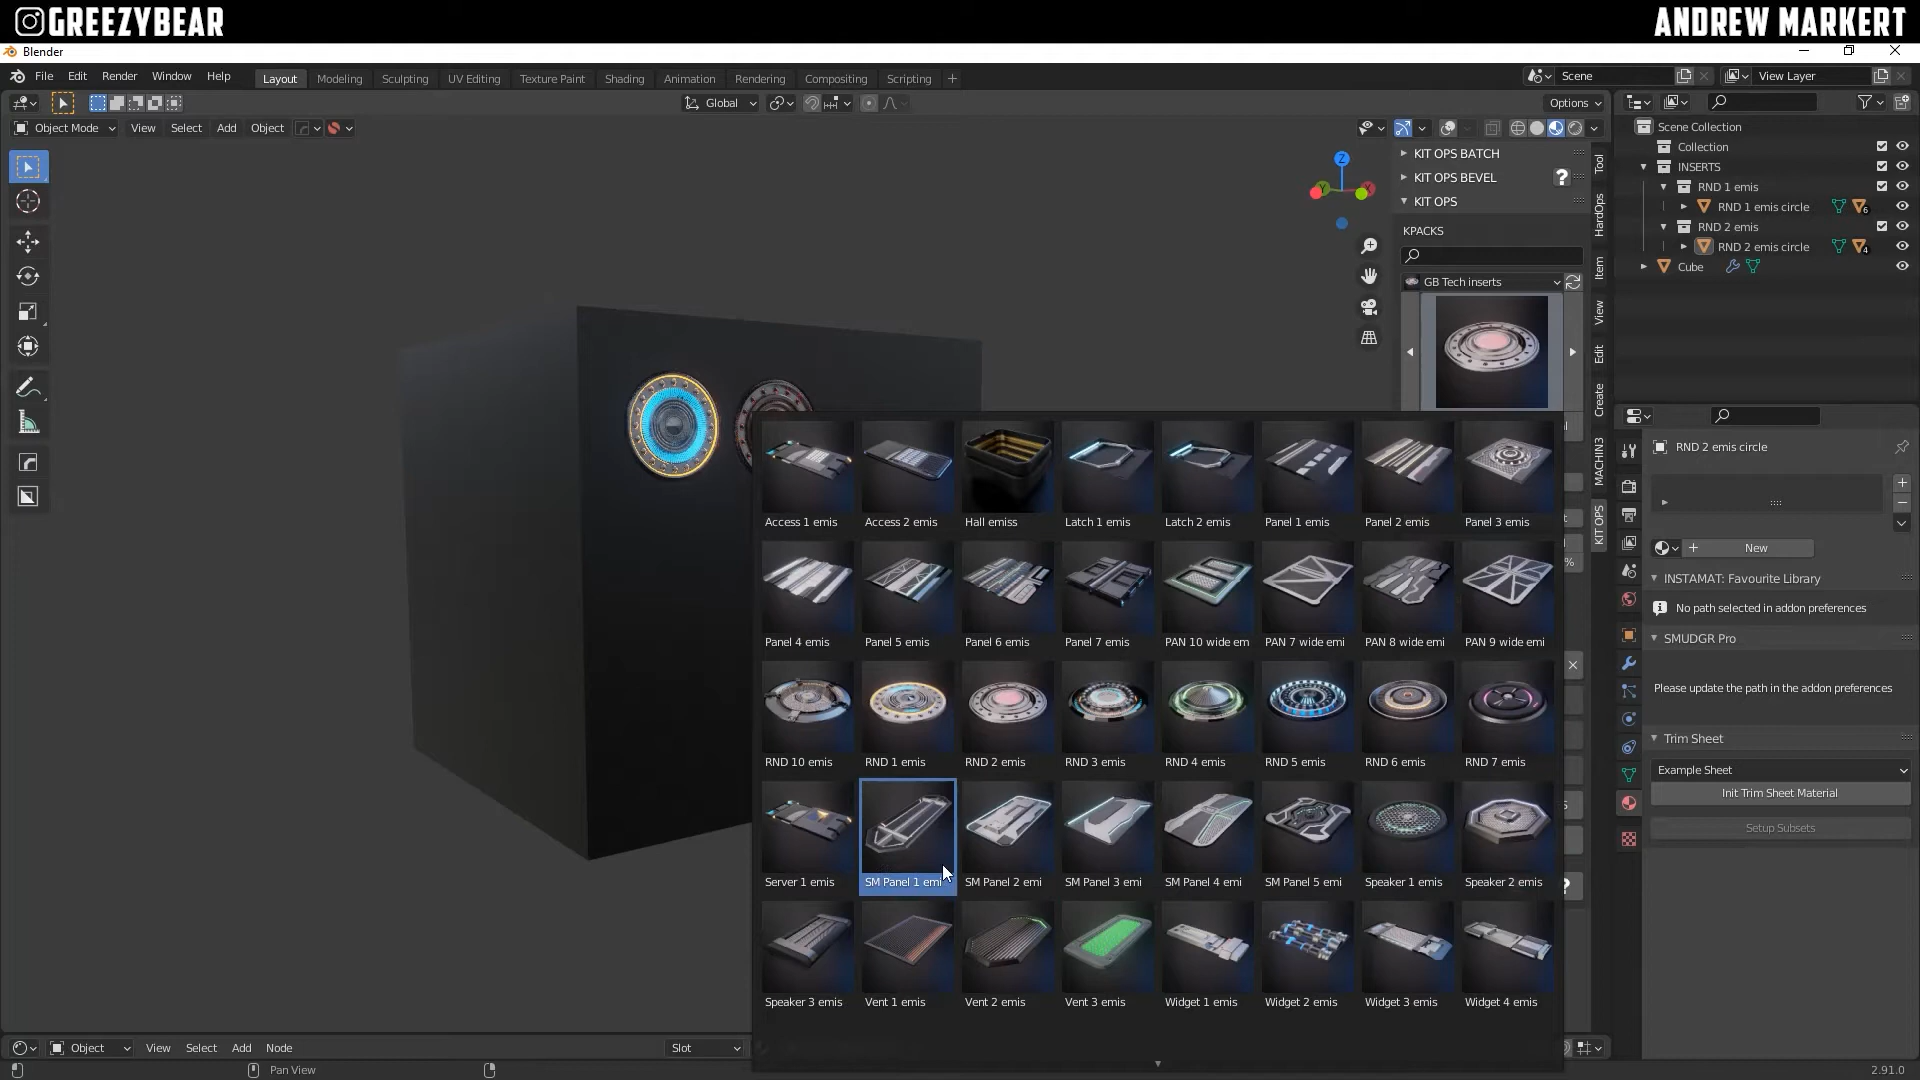 GREEZYBEAR
ANDREW MARKERT
Blender
File Edit Render Window Help
Layout Modeling Sculpting UV Editing Texture Paint Shading Animation Rendering Compositing Scripting +
Scene
View Layer
Global
Options
Object Mode View Select Add Object
Z
Y
X
KIT OPS BATCH
KIT OPS BEVEL
?
KIT OPS
KPACKS
GB Tech inserts
Tool
HardOps
Item
View
Edit
Create
MACHIN3
KIT OPS
Scene Collection
Collection
INSERTS
RND 1 emis
RND 1 emis circle
6
RND 2 emis
RND 2 emis circle
4
Cube
Access 1 emis
Access 2 emis
Hall emiss
Latch 1 emis
Latch 2 emis
Panel 1 emis
Panel 2 emis
Panel 3 emis
Panel 4 emis
Panel 5 emis
Panel 6 emis
Panel 7 emis
PAN 10 wide em
PAN 7 wide emi
PAN 8 wide emi
PAN 9 wide emi
RND 10 emis
RND 1 emis
RND 2 emis
RND 3 emis
RND 4 emis
RND 5 emis
RND 6 emis
RND 7 emis
Server 1 emis
SM Panel 1 emi
SM Panel 2 emi
SM Panel 3 emi
SM Panel 4 emi
SM Panel 5 emi
Speaker 1 emis
Speaker 2 emis
Speaker 3 emis
Vent 1 emis
Vent 2 emis
Vent 3 emis
Widget 1 emis
Widget 2 emis
Widget 3 emis
Widget 4 emis
%
?
RND 2 emis circle
New
INSTAMAT: Favourite Library
No path selected in addon preferences
SMUDGR Pro
Please update the path in the addon preferences
Trim Sheet
Example Sheet
Init Trim Sheet Material
Setup Subsets
Object View Select Add Node
Slot
Pan View
2.91.0